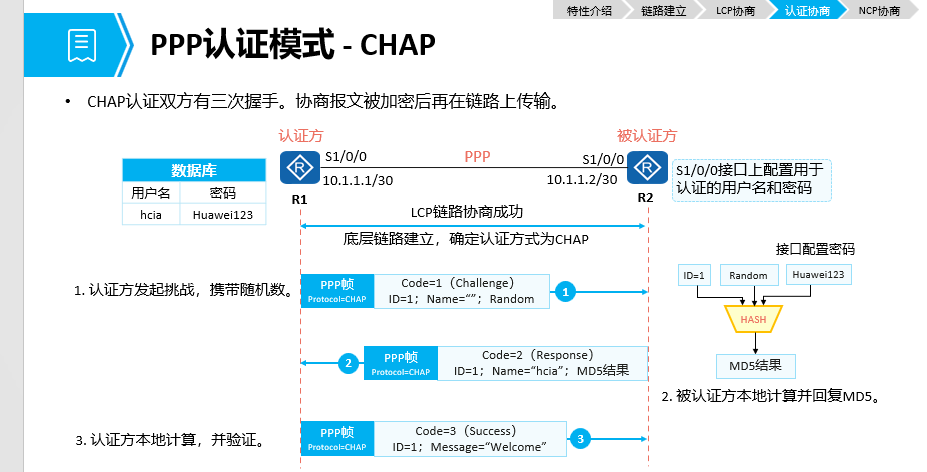 特性介绍 链路建立 LCP协商 认证协商 NCP协商
PPP认证模式 - CHAP
• CHAP认证双方有三次握手。协商报文被加密后再在链路上传输。
认证方 被认证方
S1/0/0 PPP S1/0/0
10.1.1.1/30 10.1.1.2/30
R1 R2
数据库
用户名 密码
hcia Huawei123
S1/0/0接口上配置用于
认证的用户名和密码
LCP链路协商成功
底层链路建立，确定认证方式为CHAP
接口配置密码
ID=1 Random Huawei123
HASH
MD5结果
1. 认证方发起挑战，携带随机数。
PPP帧
Protocol=CHAP
Code=1（Challenge）
ID=1；Name=“”；Random
1
2
PPP帧
Protocol=CHAP
Code=2（Response）
ID=1；Name=“hcia”；MD5结果
2. 被认证方本地计算并回复MD5。
3. 认证方本地计算，并验证。
PPP帧
Protocol=CHAP
Code=3（Success）
ID=1；Message=“Welcome”
3